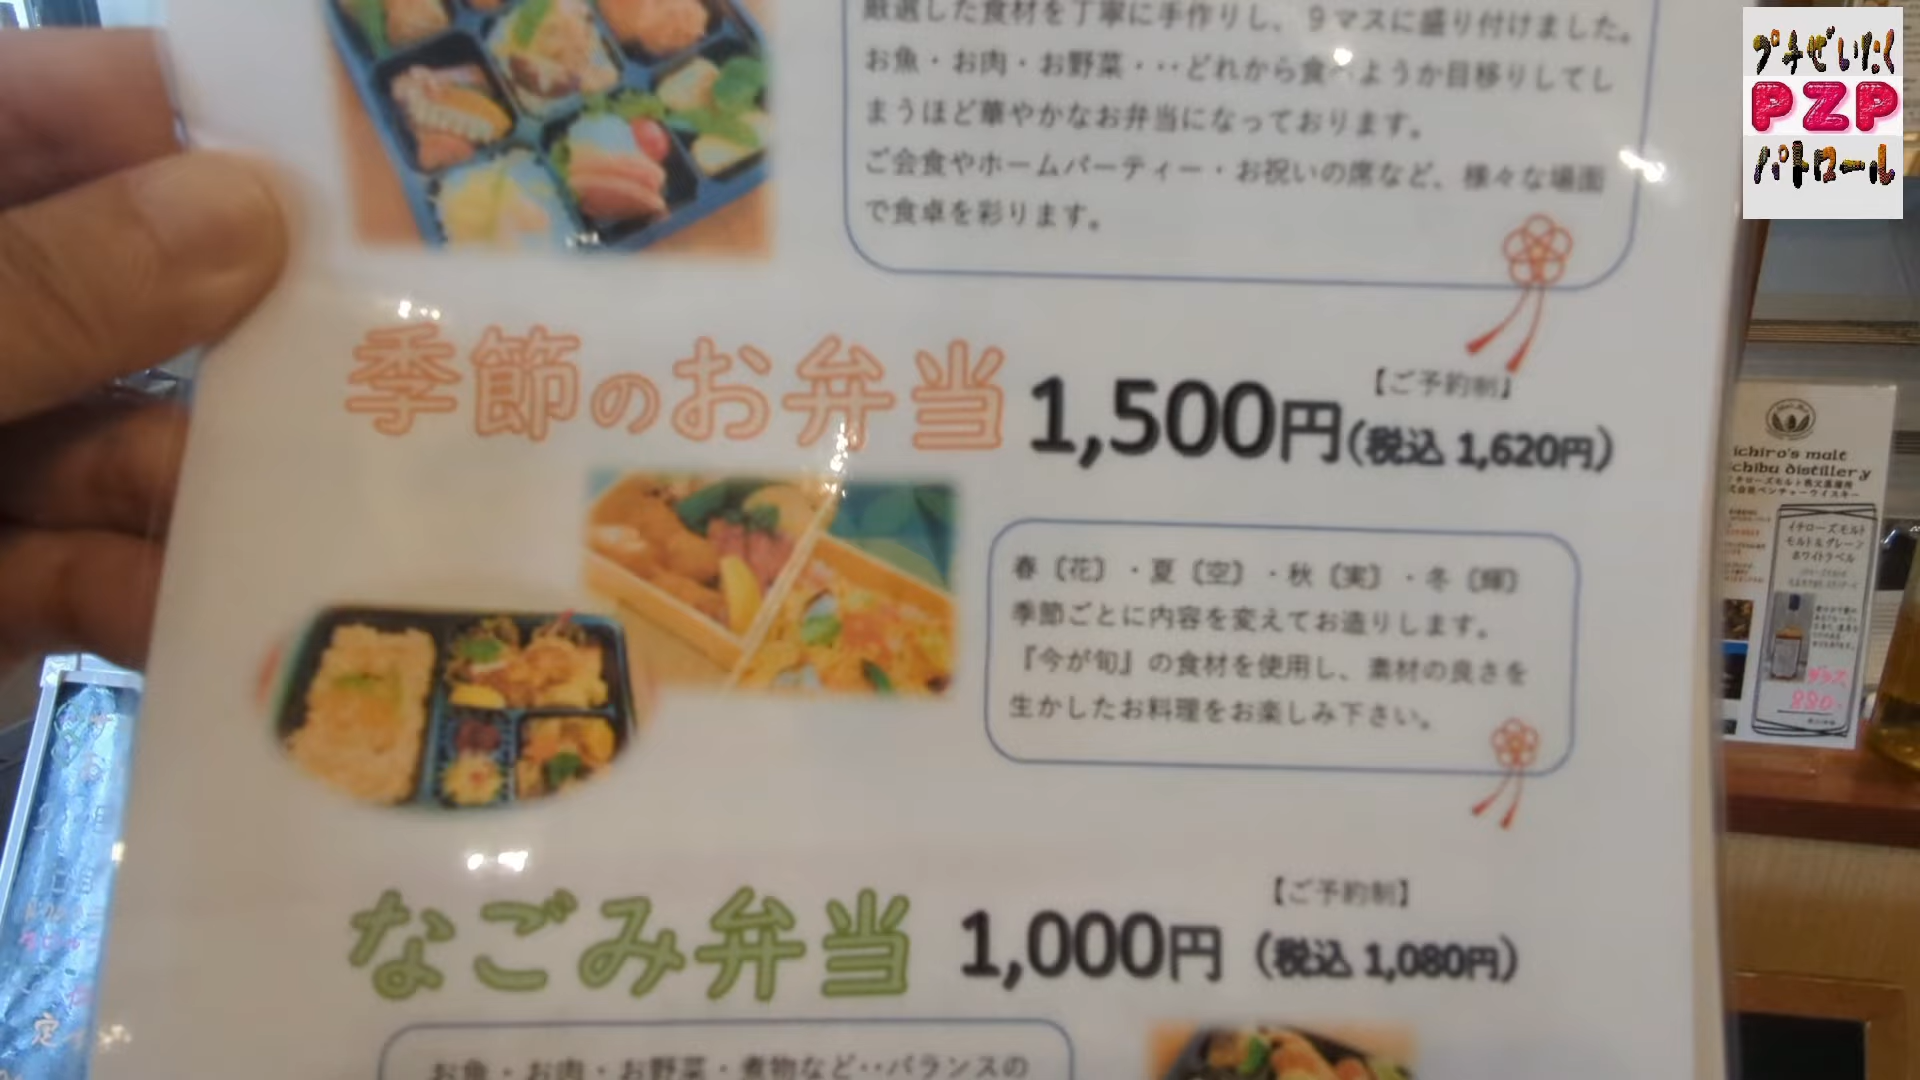 厳選した食材を丁寧に手作りし、9マスに盛り付けました。
お魚・お肉・お野菜・・・どれから食べようか目移りしてし
まうほど華やかなお弁当になっております。
ご会食やホームパーティー・お祝いの席など、様々な場面
で食卓を彩ります。
季節のお弁当 1,500円(税込 1,620円)
【ご予約制】
春〔花〕・夏〔空〕・秋〔実〕・冬〔輝〕
季節ごとに内容を変えてお造りします。
『今が旬』の食材を使用し、素材の良さを
生かしたお料理をお楽しみ下さい。
なごみ弁当 1,000円 (税込 1,080円)
【ご予約制】
お魚・お肉・お野菜・煮物など‥バランスの
プチぜいたく
PZP
パトロール
ichiro's malt
chibu distillery
イチローズモルト
モルト&グレーン
ホワイトラベル
グラス
880-